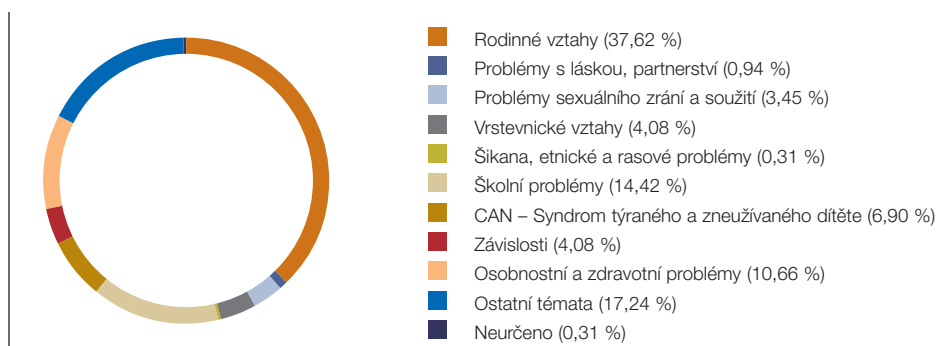 Rodinné vztahy (37,62 %)
Problémy s láskou, partnerství (0,94 %)
Problémy sexuálního zrání a soužití (3,45 %)
Vrstevnické vztahy (4,08 %)
Šikana, etnické a rasové problémy (0,31 %)
Školní problémy (14,42 %)
CAN – Syndrom týraného a zneužívaného dítěte (6,90 %)
Závislosti (4,08 %)
Osobnostní a zdravotní problémy (10,66 %)
Ostatní témata (17,24 %)
Neurčeno (0,31 %)